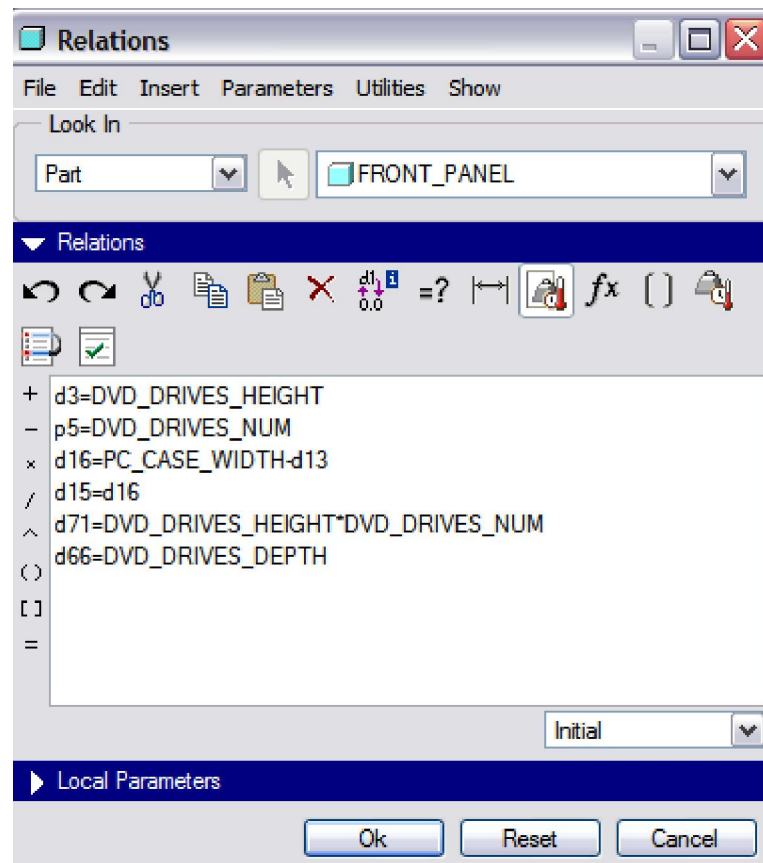 Relations
File Edit Insert Parameters Utilities Show
Look In
Part FRONT_PANEL
Relations
=? fx [ ]
+ d3=DVD_DRIVES_HEIGHT
- p5=DVD_DRIVES_NUM
× d16=PC_CASE_WIDTH-d13
/ d15=d16
^ d71=DVD_DRIVES_HEIGHT*DVD_DRIVES_NUM
() d66=DVD_DRIVES_DEPTH
[]
=
Initial
Local Parameters
Ok Reset Cancel